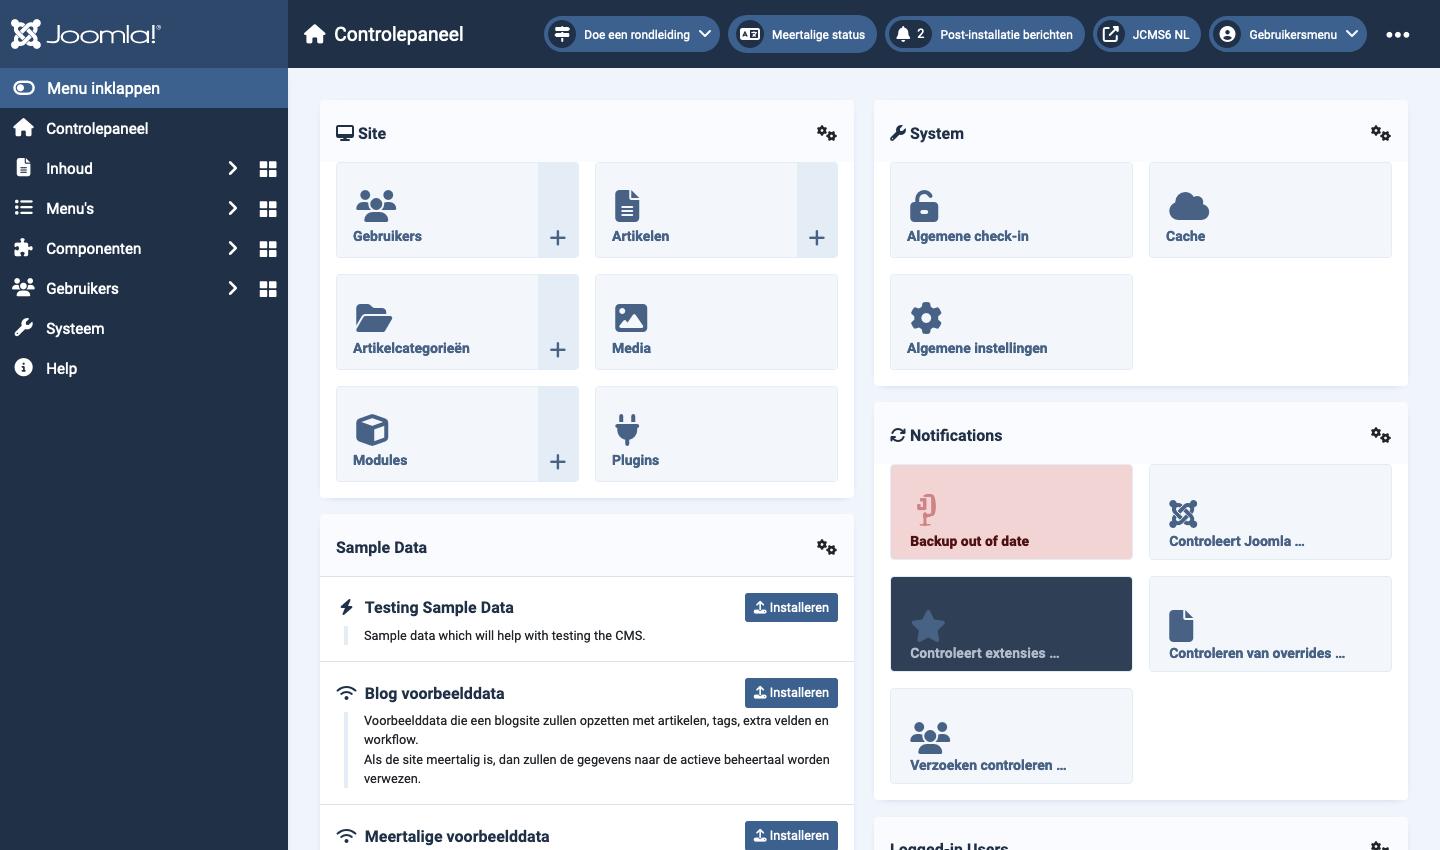 Joomla!®
Controlepaneel
Doe een rondleiding
Meertalige status
2 Post-installatie berichten
JCMS6 NL
Gebruikersmenu
Menu inklappen
Controlepaneel
Inhoud
Menu's
Componenten
Gebruikers
Systeem
Help
Site
Gebruikers
Artikelen
Artikelcategorieën
Media
Modules
Plugins
Sample Data
Testing Sample Data
Installeren
Sample data which will help with testing the CMS.
Blog voorbeelddata
Installeren
Voorbeelddata die een blogsite zullen opzetten met artikelen, tags, extra velden en
workflow.
Als de site meertalig is, dan zullen de gegevens naar de actieve beheertaal worden
verwezen.
Meertalige voorbeelddata
Installeren
System
Algemene check-in
Cache
Algemene instellingen
Notifications
Backup out of date
Controleert Joomla ...
Controleert extensies ...
Controleren van overrides ...
Verzoeken controleren ...
Logged-in Users